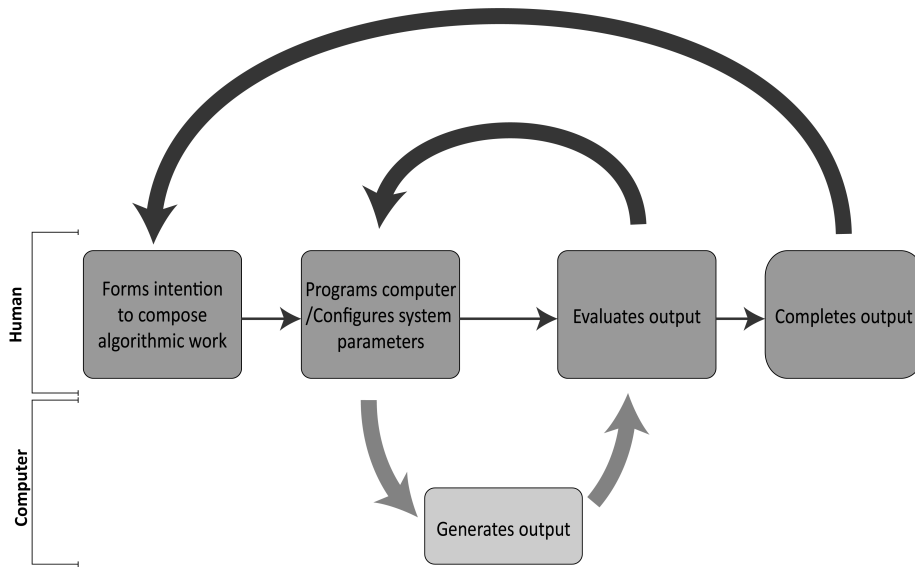 Human
Forms intention
to compose
algorithmic work
Programs computer
/Configures system
parameters
Evaluates output
Completes output
Computer
Generates output